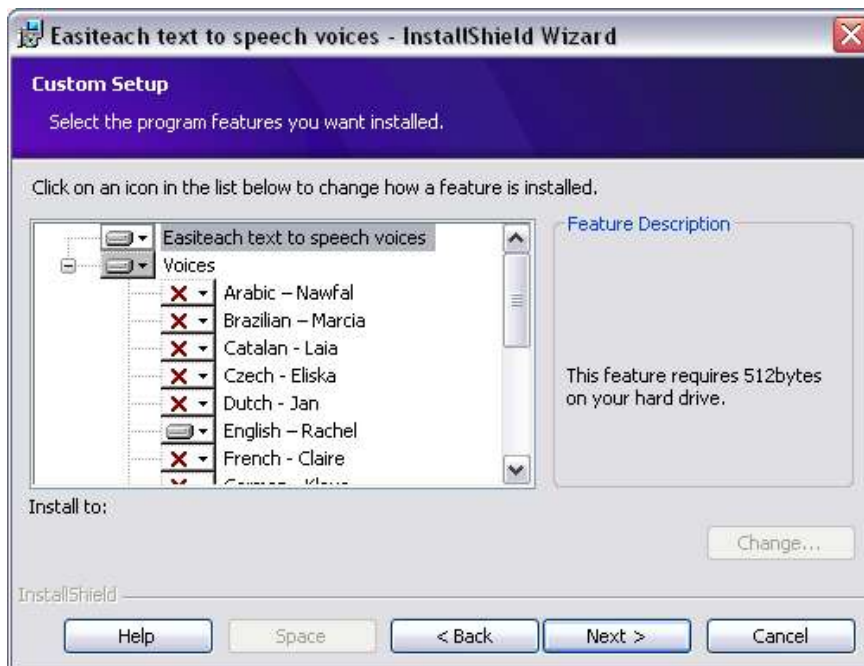 Easiteach text to speech voices - InstallShield Wizard
Custom Setup
Select the program features you want installed.
Click on an icon in the list below to change how a feature is installed.
Easiteach text to speech voices
Voices
Arabic – Nawfal
Brazilian – Marcia
Catalan - Laia
Czech - Eliska
Dutch - Jan
English – Rachel
French - Claire
Feature Description
This feature requires 512bytes
on your hard drive.
Install to:
Change...
InstallShield
Help
Space
< Back
Next >
Cancel